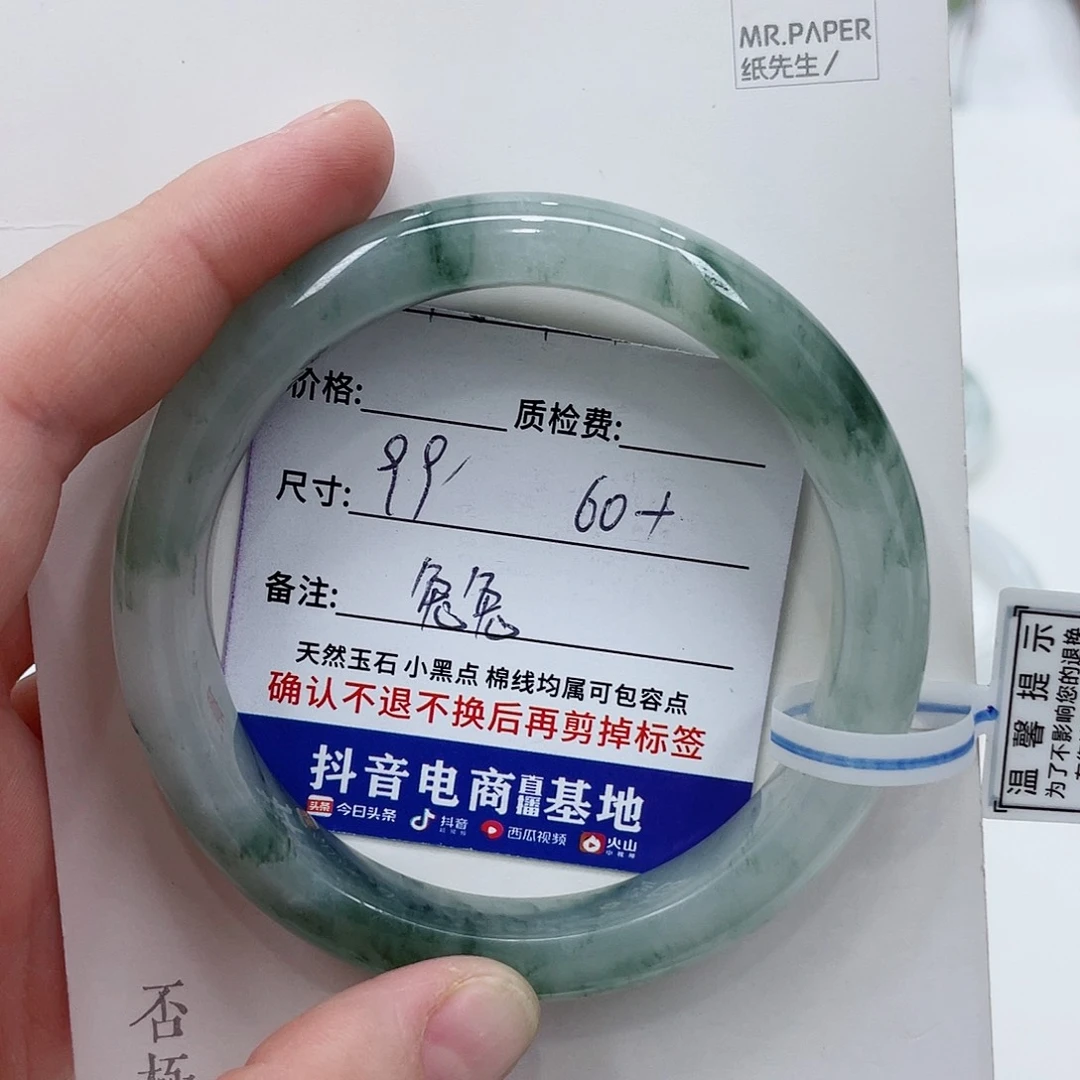 MR.PAPER
纸先生/
价格: 质检费:
尺寸: 99 60+
备注: 兔兔
天然玉石 小黑点 棉线均属可包容点
确认不退不换后再剪掉标签
抖音电商直播基地
头条 今日头条 抖音 西瓜视频 火山
温馨提示
为了不影响您的退换
否